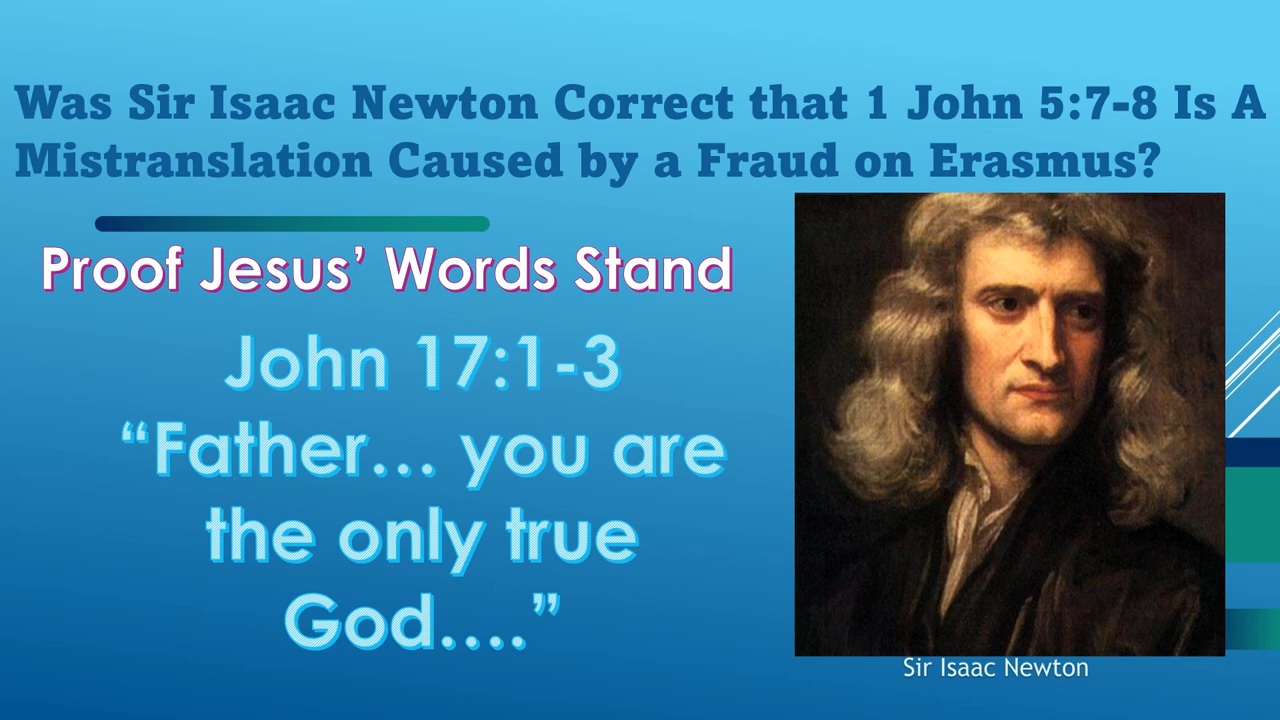 Was Sir Isaac Newton Correct that 1 John 5:7-8 Is A
Mistranslation Caused by a Fraud on Erasmus?
Proof Jesus’ Words Stand
John 17:1-3
“Father… you are
the only true
God….”
Sir Isaac Newton